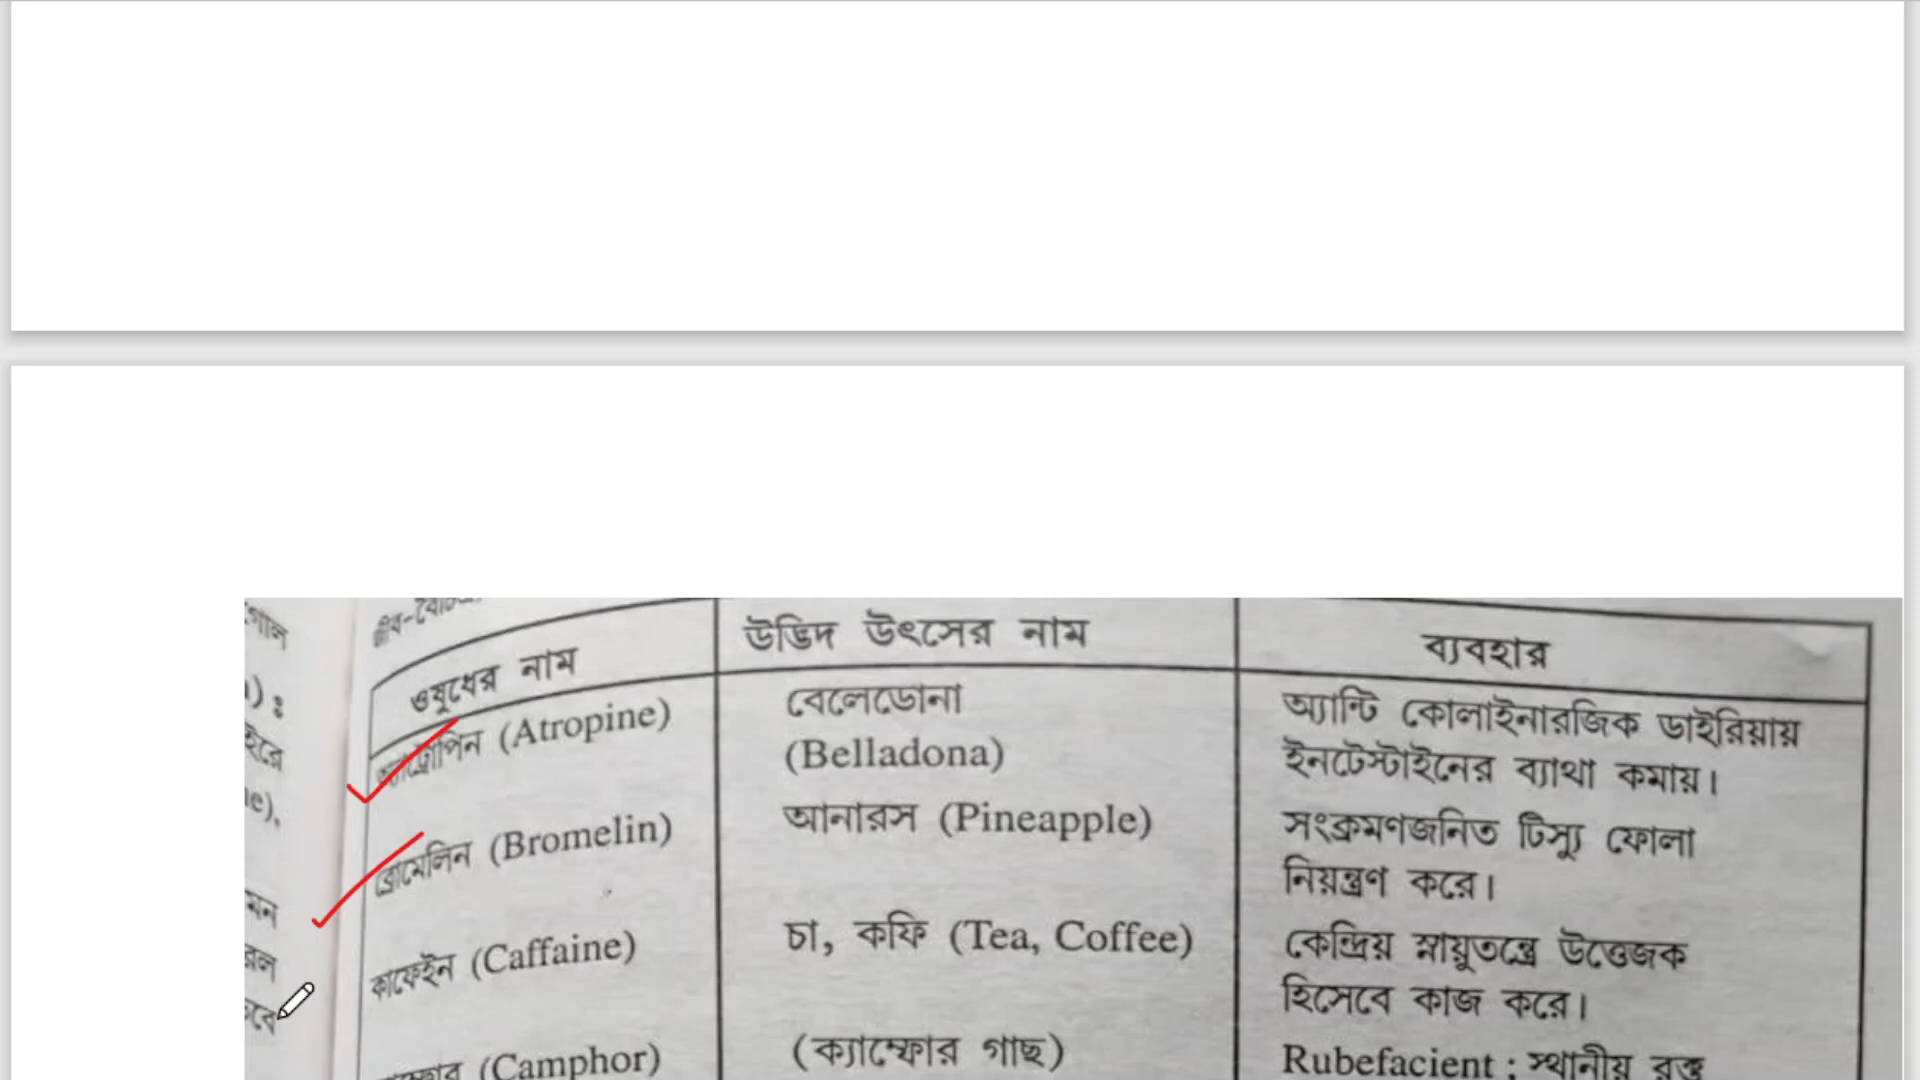 জীব-বৈচিত্র
ওষুধের নাম
উদ্ভিদ উৎসের নাম
ব্যবহার
অ্যাট্রোপিন (Atropine)
বেলেডোনা
(Belladona)
অ্যান্টি কোলাইনারজিক ডাইরিয়ায়
ইনটেস্টাইনের ব্যাথা কমায়।
ব্রোমেলিন (Bromelin)
আনারস (Pineapple)
সংক্রমণজনিত টিস্যু ফোলা
নিয়ন্ত্রণ করে।
কাফেইন (Caffaine)
চা, কফি (Tea, Coffee)
কেন্দ্রিয় স্নায়ুতন্ত্রে উত্তেজক
হিসেবে কাজ করে।
(Camphor)
(ক্যাম্ফোর গাছ)
Rubefacient ; স্থানীয় রক্ত